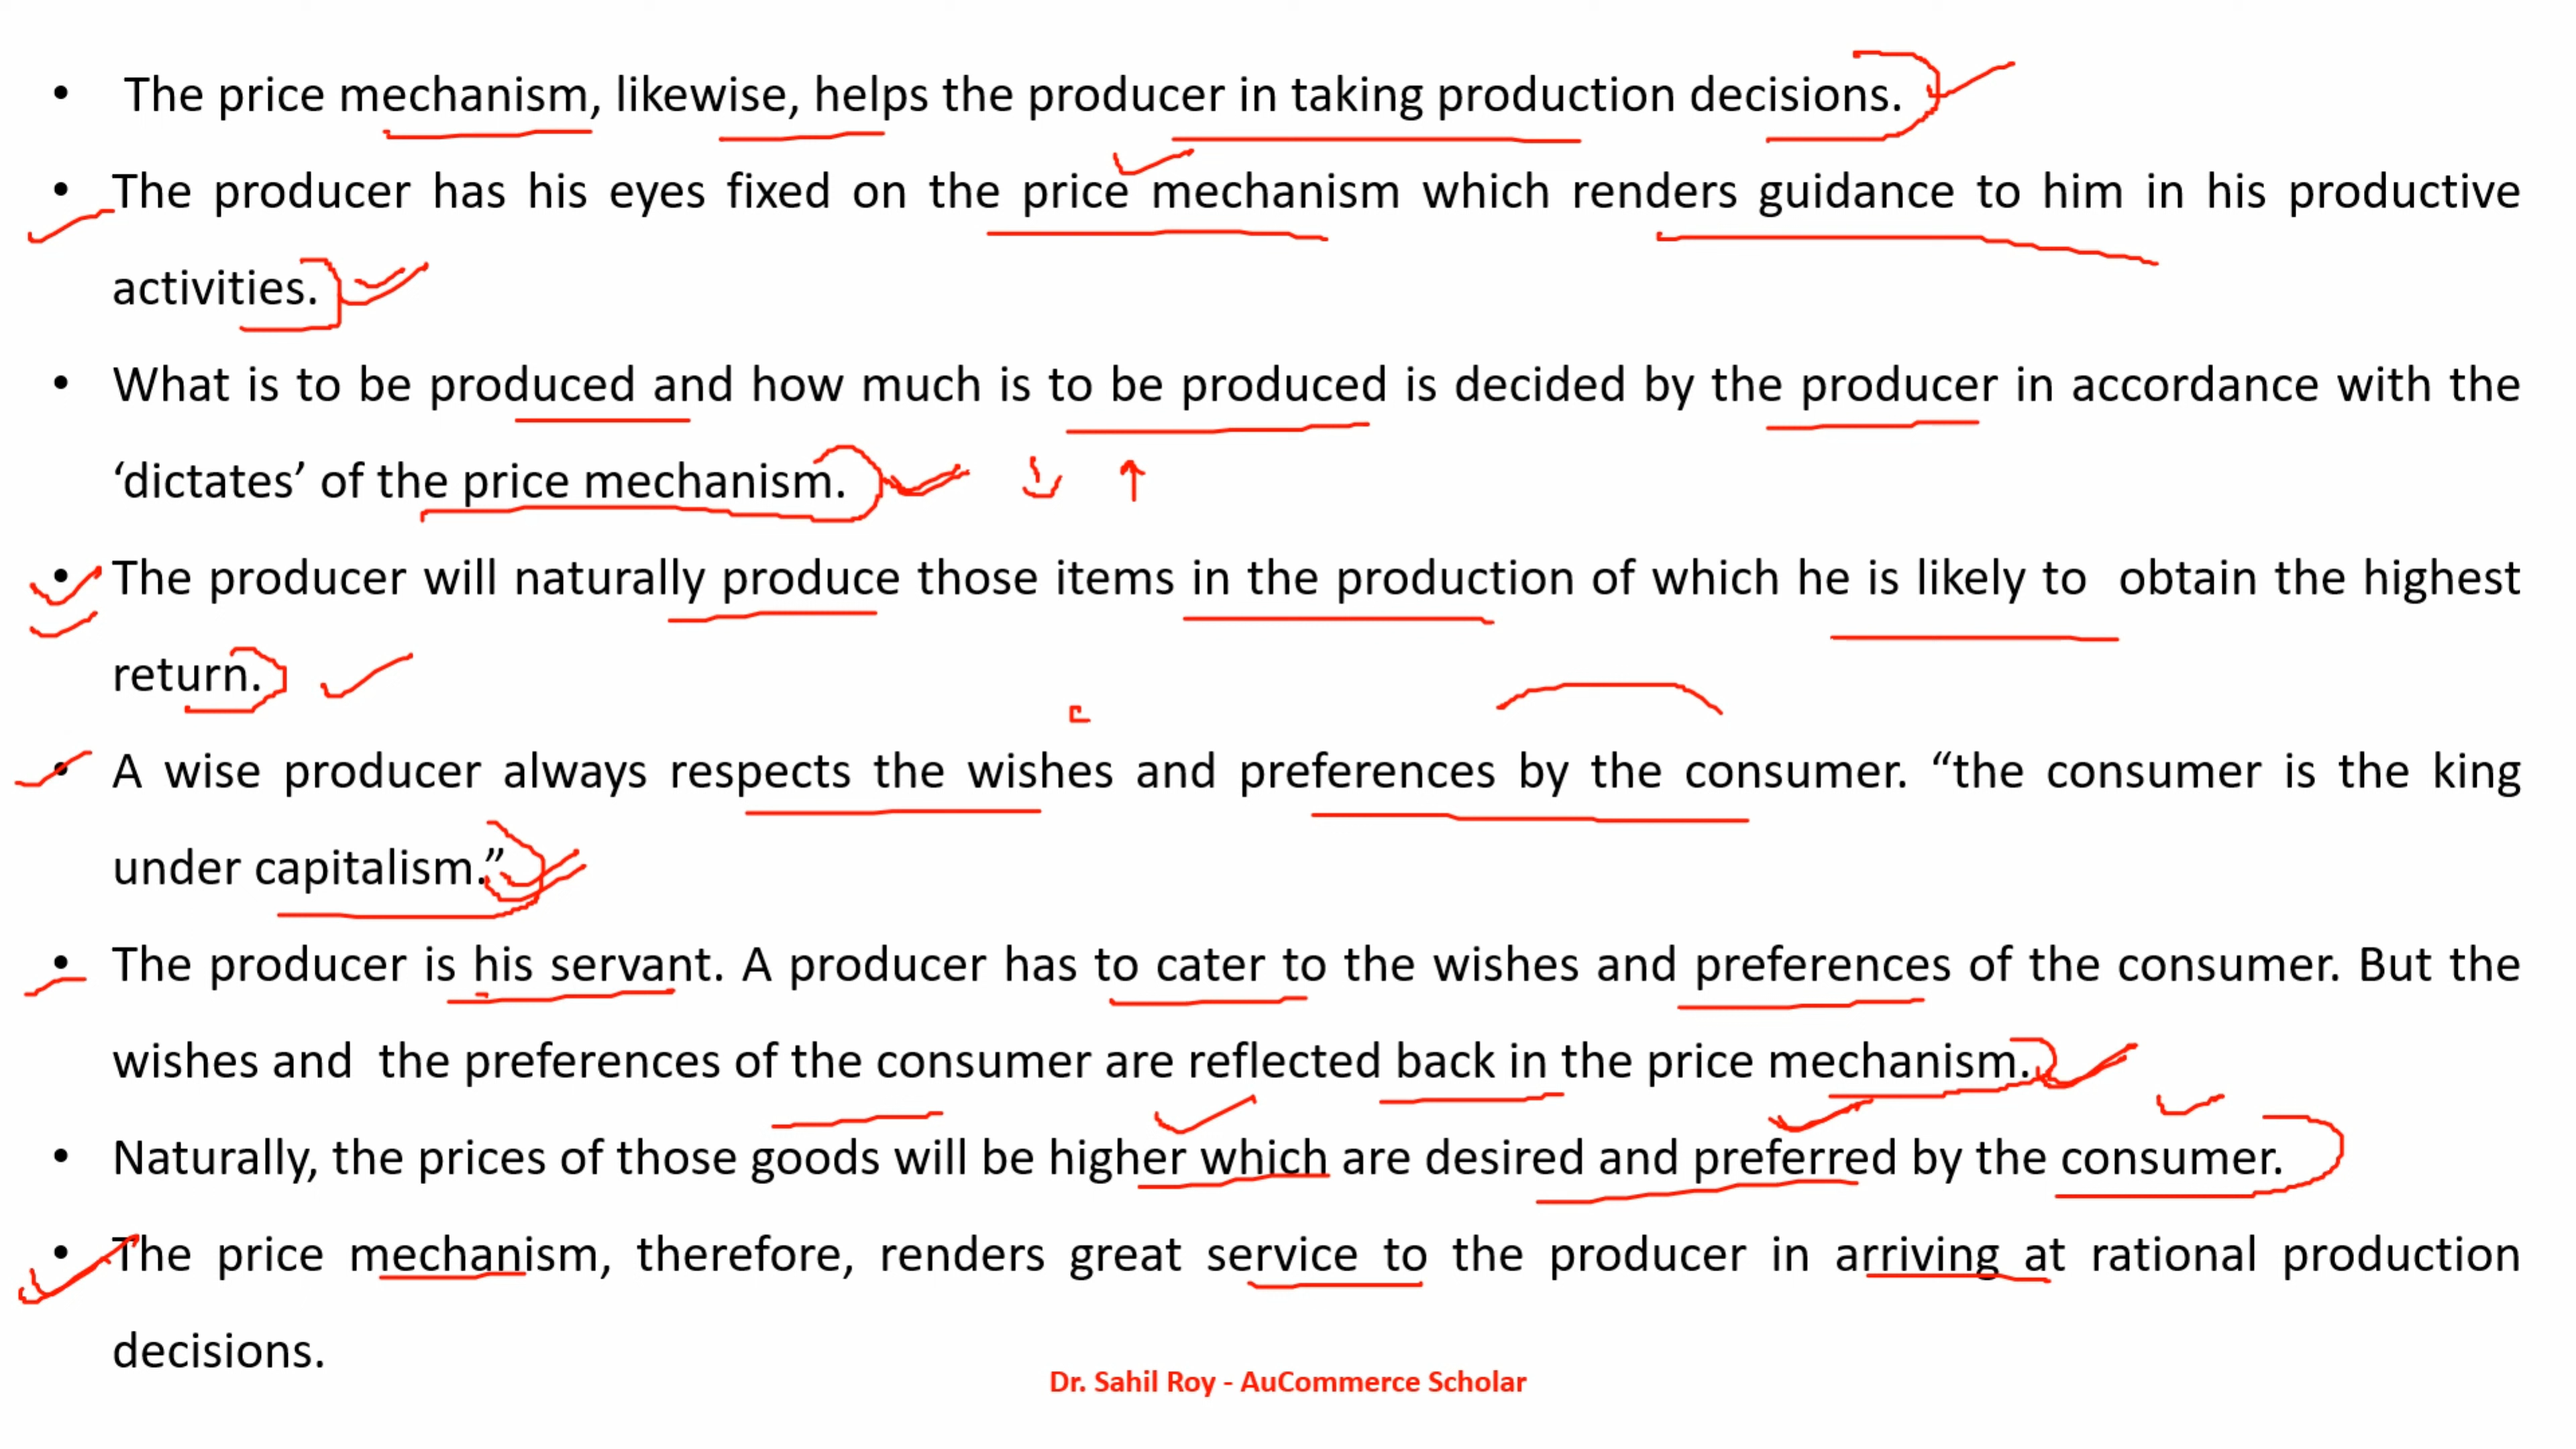 • The price mechanism, likewise, helps the producer in taking production decisions.
• The producer has his eyes fixed on the price mechanism which renders guidance to him in his productive
activities.
• What is to be produced and how much is to be produced is decided by the producer in accordance with the
‘dictates’ of the price mechanism.
• The producer will naturally produce those items in the production of which he is likely to obtain the highest
return.
• A wise producer always respects the wishes and preferences by the consumer. “the consumer is the king
under capitalism.”
• The producer is his servant. A producer has to cater to the wishes and preferences of the consumer. But the
wishes and the preferences of the consumer are reflected back in the price mechanism.
• Naturally, the prices of those goods will be higher which are desired and preferred by the consumer.
• The price mechanism, therefore, renders great service to the producer in arriving at rational production
decisions.
Dr. Sahil Roy - AuCommerce Scholar